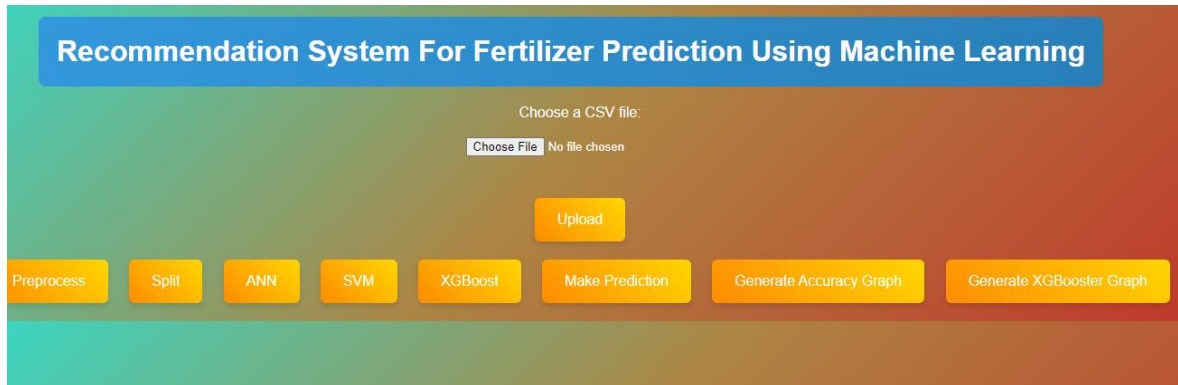 Recommendation System For Fertilizer Prediction Using Machine Learning
Choose a CSV file:
Choose File No file chosen
Upload
Preprocess Split ANN SVM XGBoost Make Prediction Generate Accuracy Graph Generate XGBooster Graph